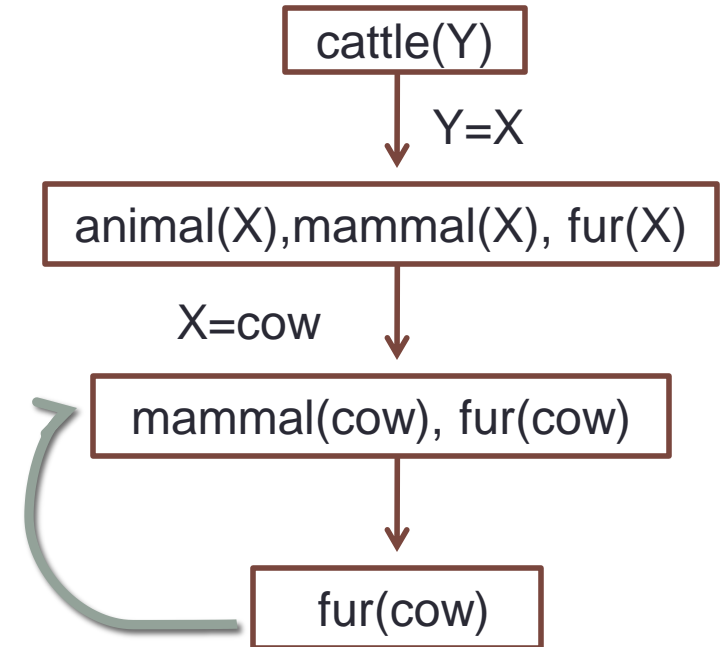 cattle(Y)
Y=X
animal(X),mammal(X), fur(X)
X=cow
mammal(cow), fur(cow)
fur(cow)